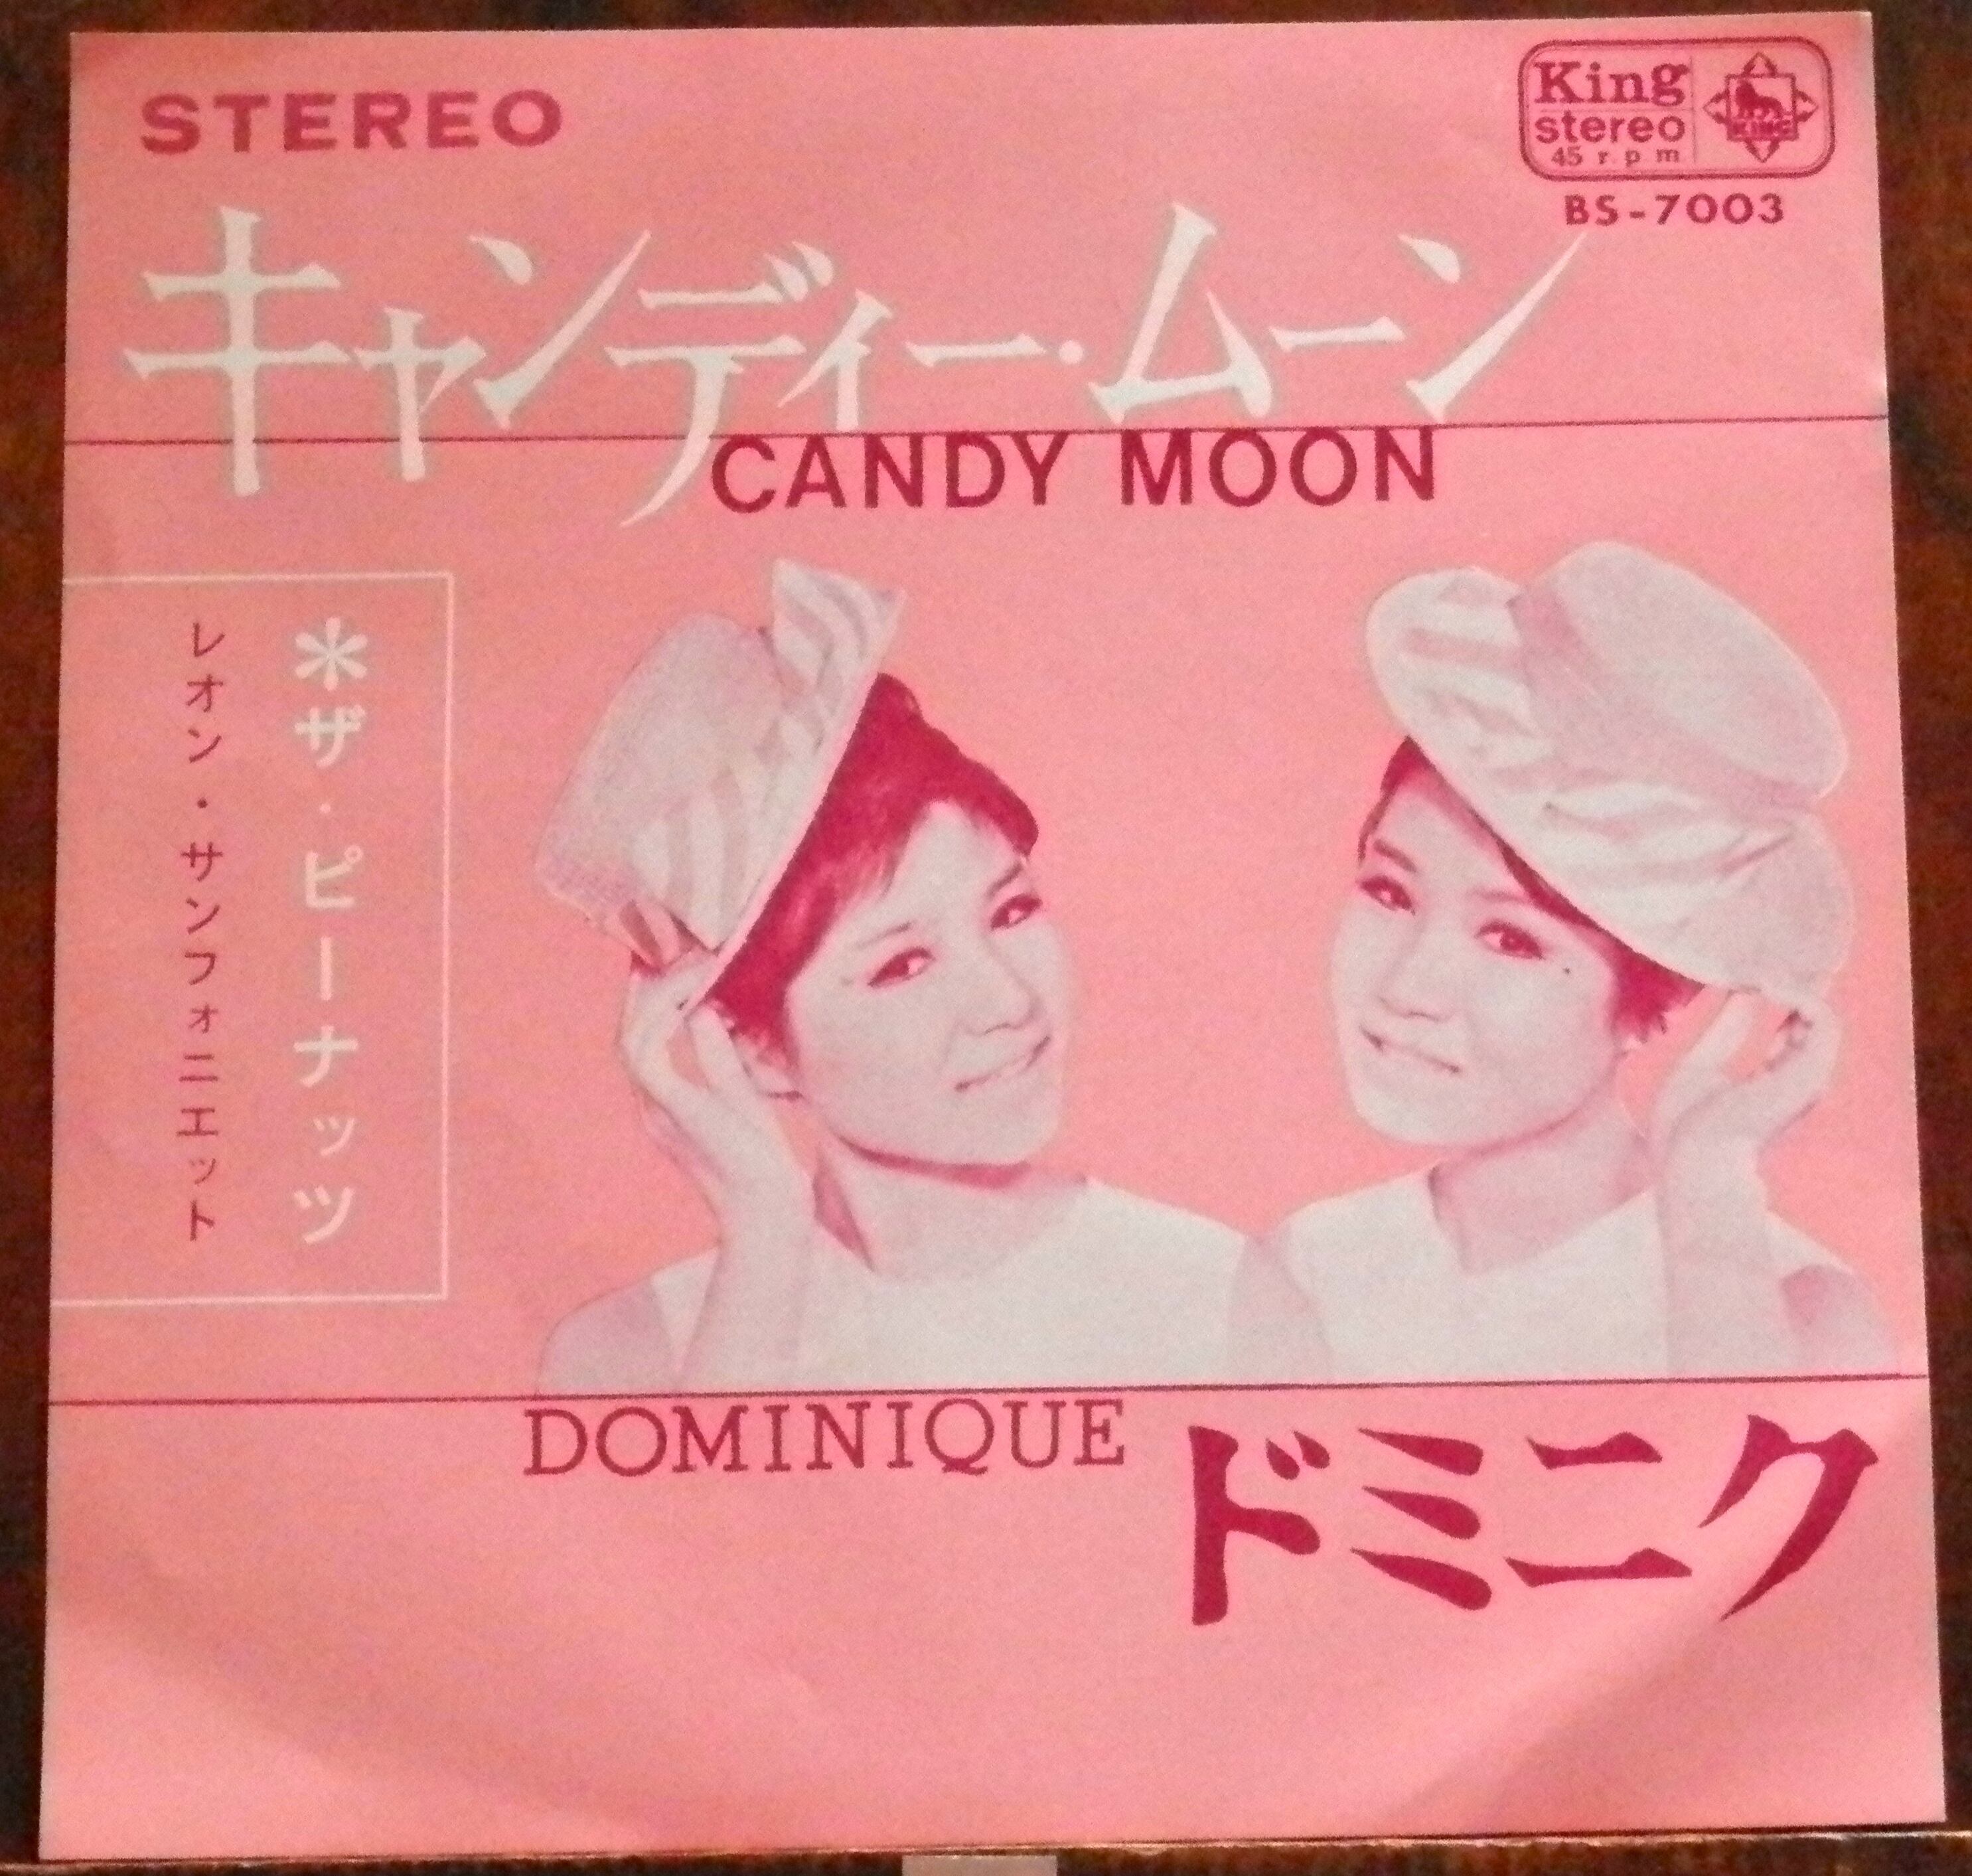 STEREO
King
stereo
45 r.p.m.
KING
BS-7003
キャンディー・ムーン
CANDY MOON
＊ザ・ピーナッツ
レオン・サンフォニエット
DOMINIQUE
ドミニク